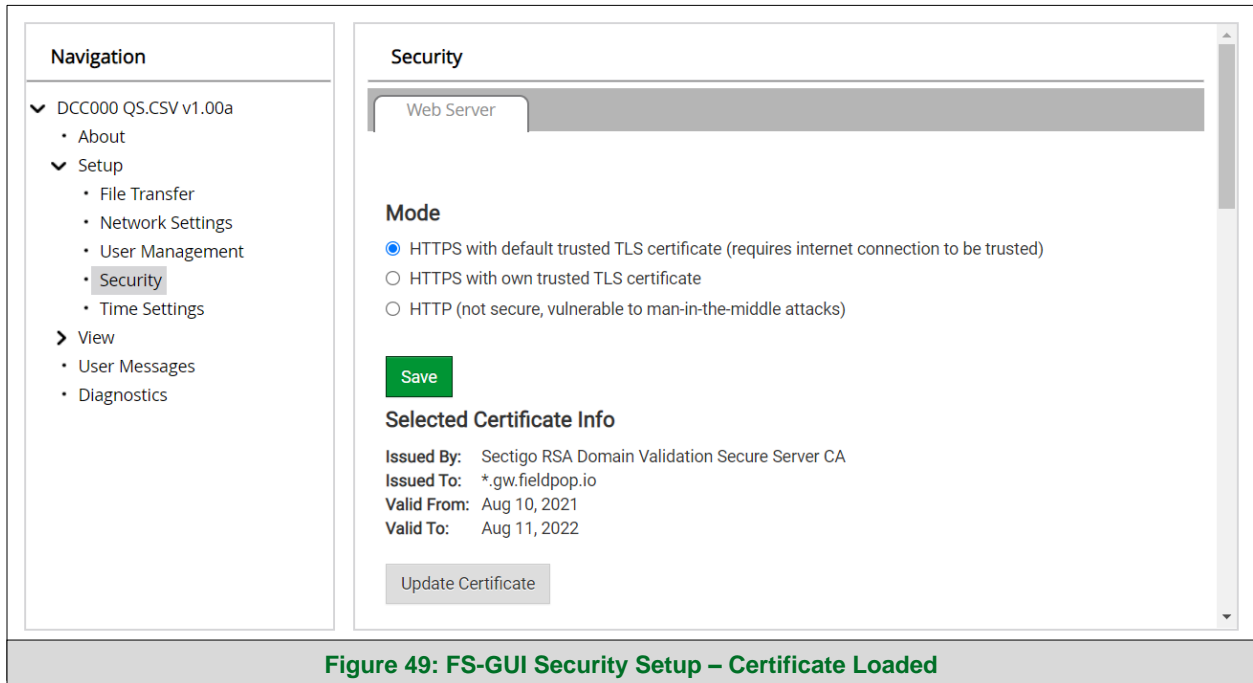 Navigation
DCC000 QS.CSV v1.00a
About
Setup
File Transfer
Network Settings
User Management
Security
Time Settings
View
User Messages
Diagnostics
Security
Web Server
Mode
HTTPS with default trusted TLS certificate (requires internet connection to be trusted)
HTTPS with own trusted TLS certificate
HTTP (not secure, vulnerable to man-in-the-middle attacks)
Save
Selected Certificate Info
Issued By: Sectigo RSA Domain Validation Secure Server CA
Issued To: *.gw.fieldpop.io
Valid From: Aug 10, 2021
Valid To: Aug 11, 2022
Update Certificate
Figure 49: FS-GUI Security Setup – Certificate Loaded